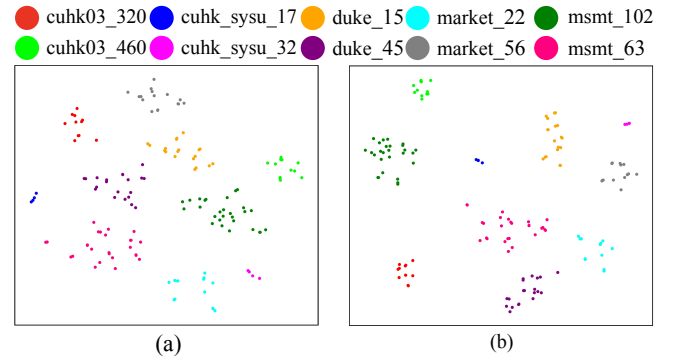 cuhk03_320 cuhk_sysu_17 duke_15 market_22 msmt_102
cuhk03_460 cuhk_sysu_32 duke_45 market_56 msmt_63
(a) (b)